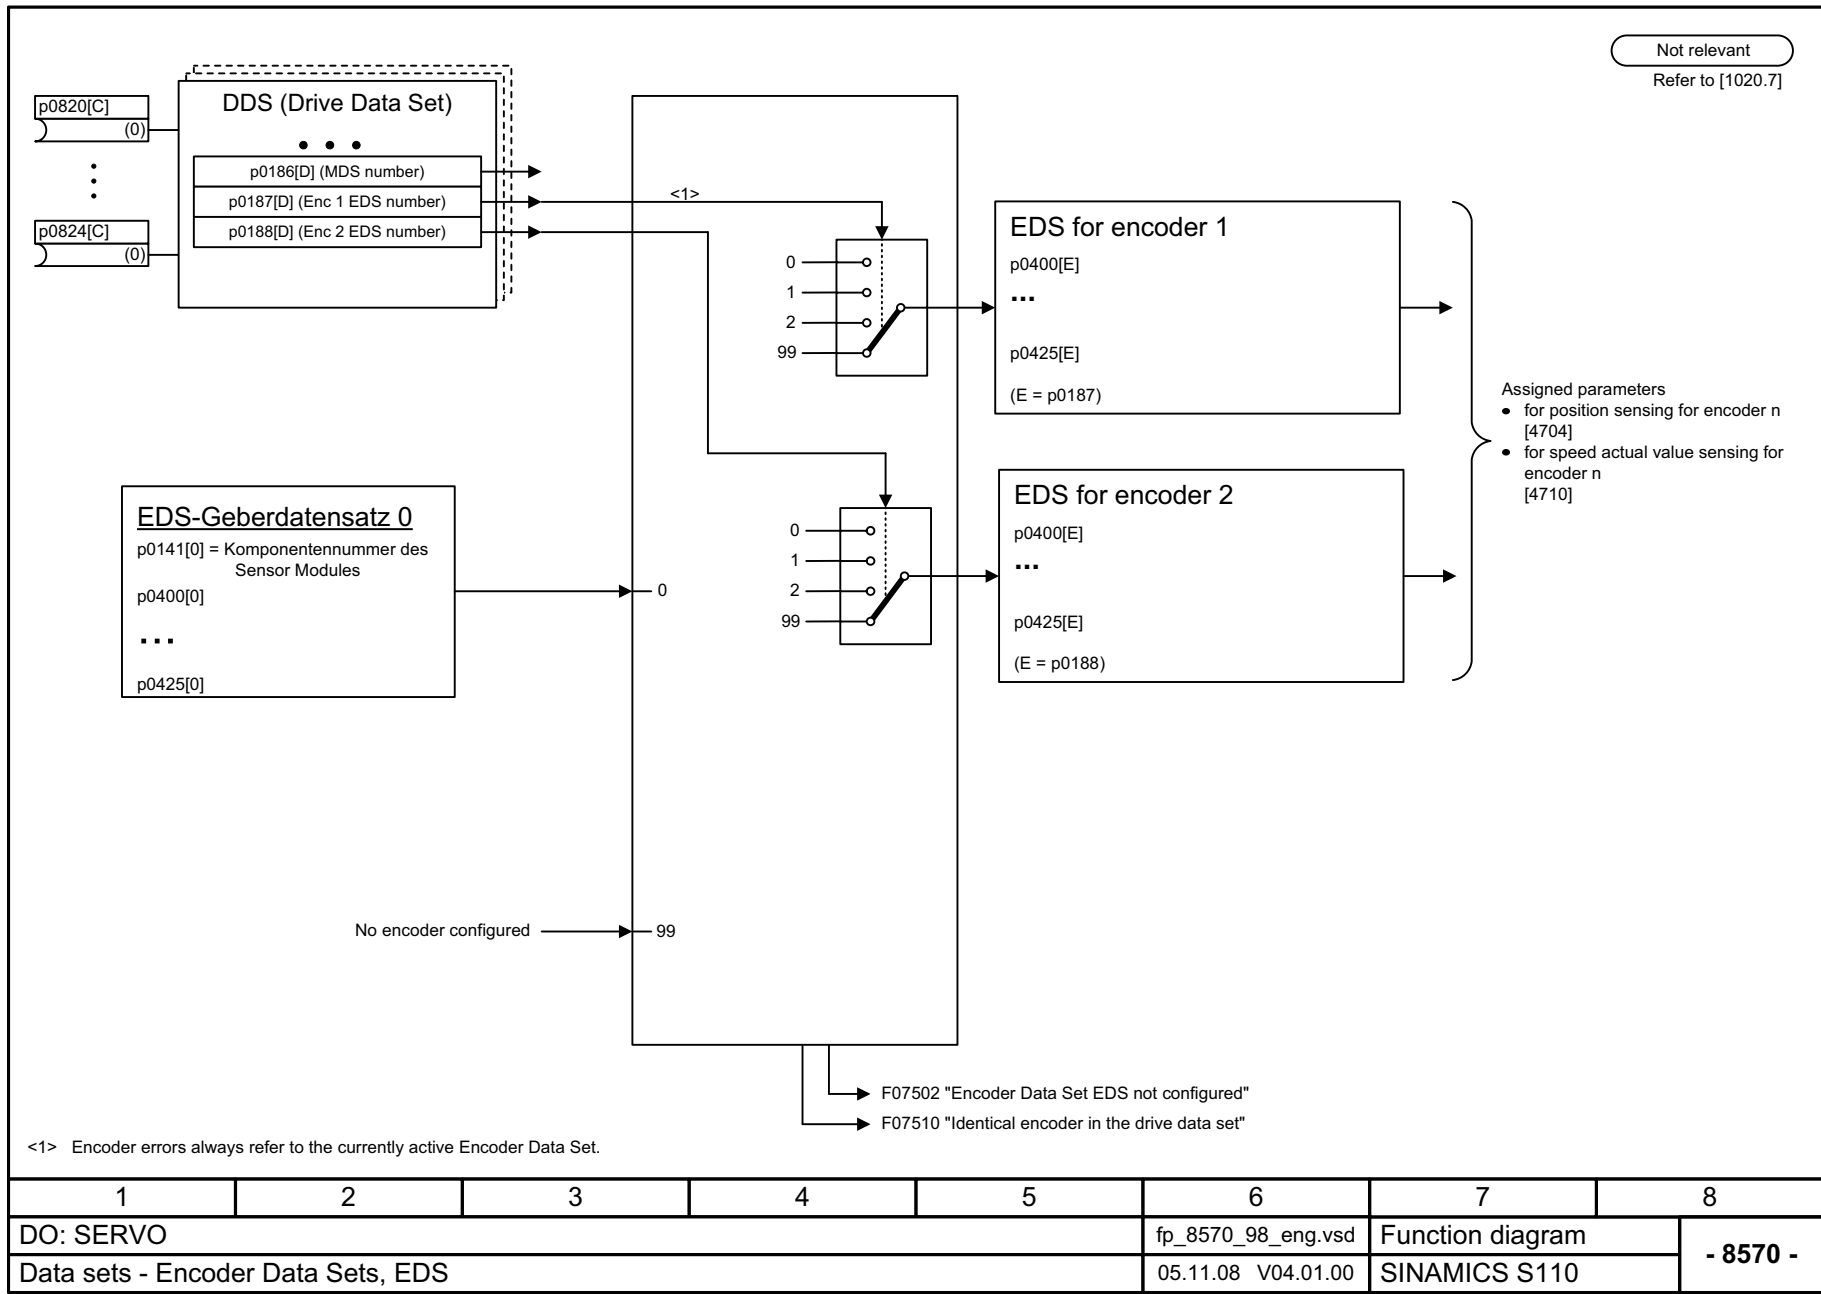 Not relevant
Refer to [1020.7]
p0820[C]
(0)
p0824[C]
(0)
DDS (Drive Data Set)
• • •
p0186[D] (MDS number)
p0187[D] (Enc 1 EDS number)
p0188[D] (Enc 2 EDS number)
<1>
0
1
2
99
EDS for encoder 1
p0400[E]
...
p0425[E]
(E = p0187)
Assigned parameters
• for position sensing for encoder n
[4704]
• for speed actual value sensing for
encoder n
[4710]
0
1
2
99
EDS for encoder 2
p0400[E]
...
p0425[E]
(E = p0188)
EDS-Geberdatensatz 0
p0141[0] = Komponentennummer des
Sensor Modules
p0400[0]
...
p0425[0]
0
No encoder configured
99
F07502 "Encoder Data Set EDS not configured"
F07510 "Identical encoder in the drive data set"
<1> Encoder errors always refer to the currently active Encoder Data Set.
1 2 3 4 5 6 7 8
DO: SERVO
fp_8570_98_eng.vsd
Function diagram
- 8570 -
Data sets - Encoder Data Sets, EDS
05.11.08 V04.01.00
SINAMICS S110